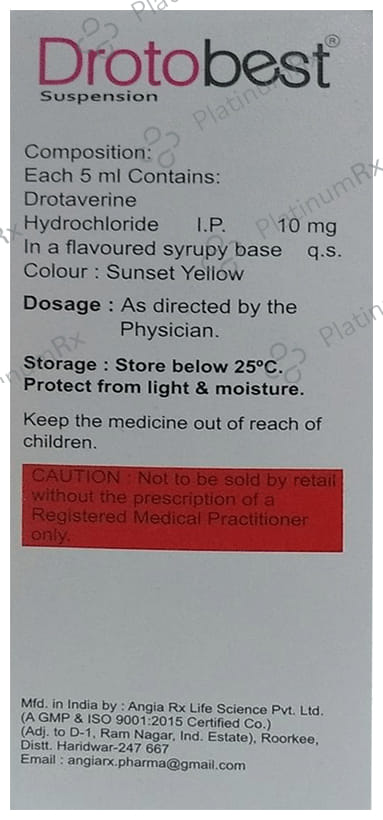 Drotobest®
Suspension
Composition:
Each 5 ml Contains:
Drotaverine
Hydrochloride I.P. 10 mg
In a flavoured syrupy base q.s.
Colour : Sunset Yellow
Dosage : As directed by the
Physician.
Storage : Store below 25ºC.
Protect from light & moisture.
Keep the medicine out of reach of
children.
CAUTION : Not to be sold by retail
without the prescription of a
Registered Medical Practitioner
only.
Mfd. in India by : Angia Rx Life Science Pvt. Ltd.
(A GMP & ISO 9001:2015 Certified Co.)
(Adj. to D-1, Ram Nagar, Ind. Estate), Roorkee,
Distt. Haridwar-247 667
Email : angiarx.pharma@gmail.com
PlatinumRx
PlatinumRx
PlatinumRx